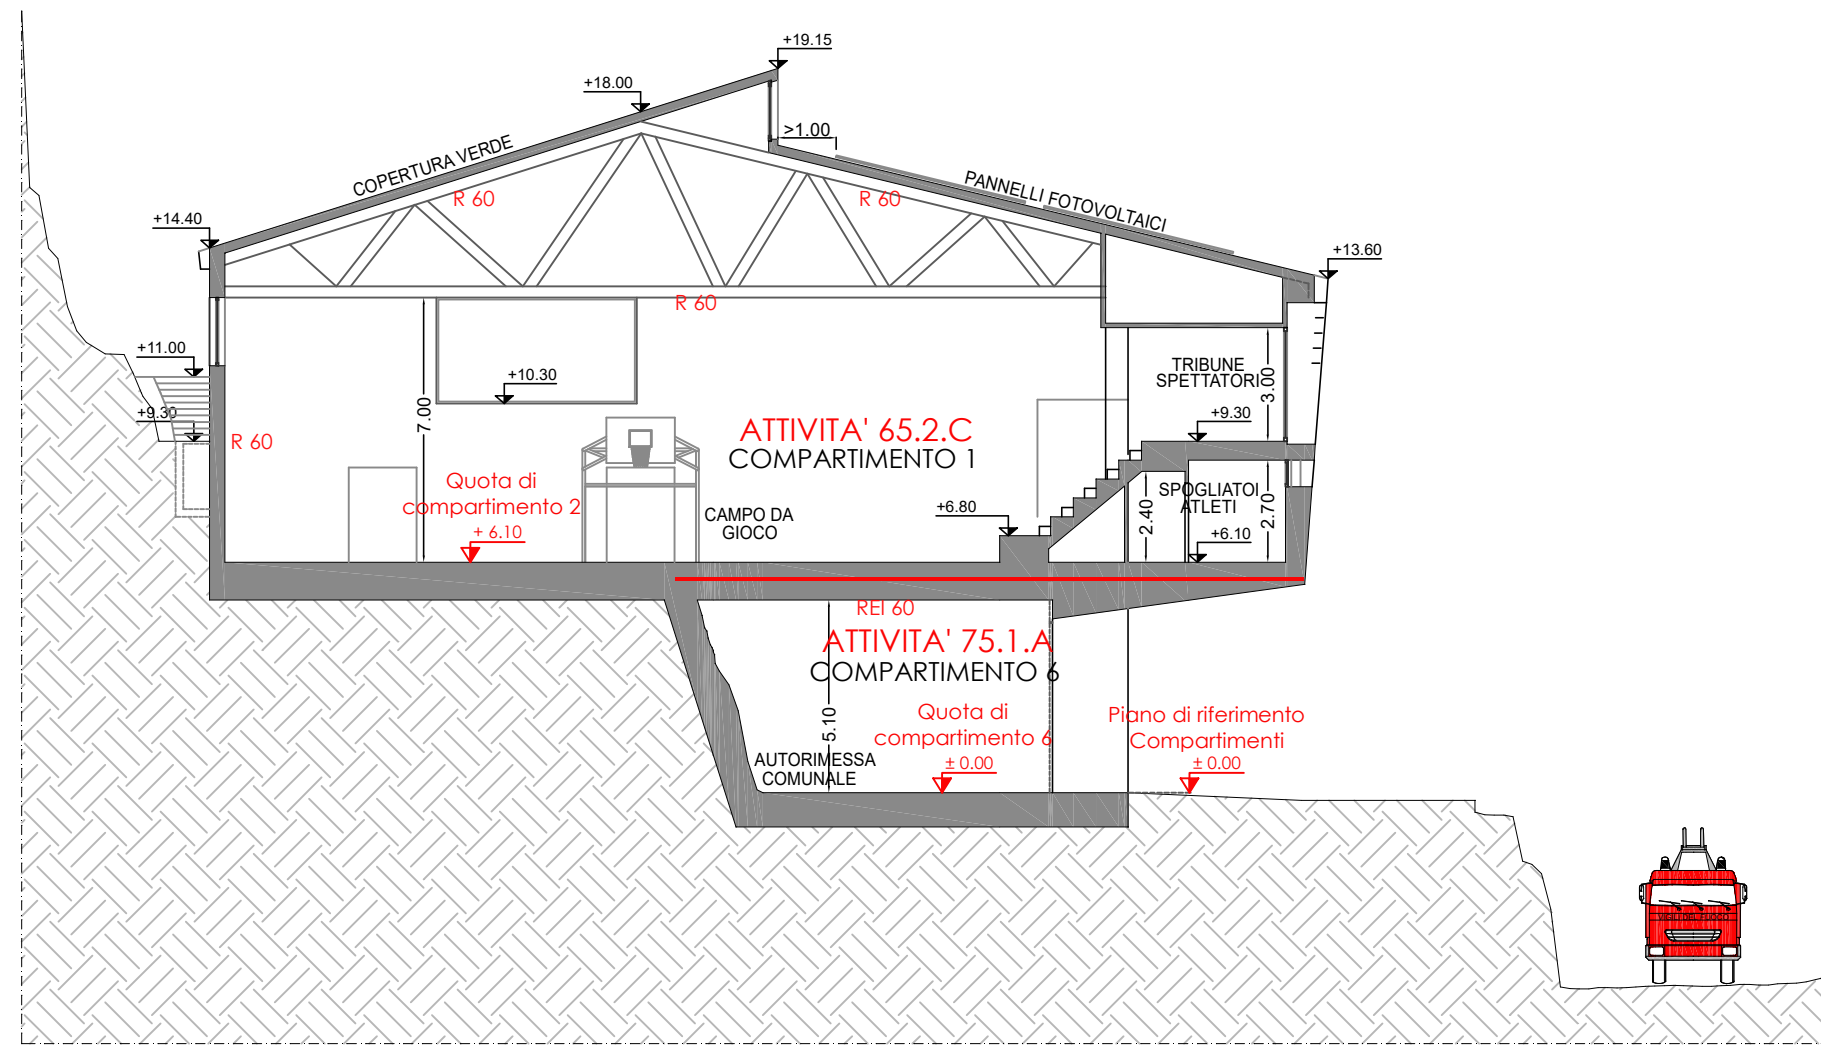 +19.15
+18.00
>1.00
COPERTURA VERDE
R 60
R 60
PANNELLI FOTOVOLTAICI
+14.40
+13.60
R 60
+11.00
+10.30
TRIBUNE
SPETTATORI
3.00
7.00
+9.30
+9.30
R 60
ATTIVITA' 65.2.C
COMPARTIMENTO 1
Quota di
compartimento 2
+ 6.10
CAMPO DA
GIOCO
+6.80
SPOGLIATOI
ATLETI
2.40
2.70
+6.10
REI 60
ATTIVITA' 75.1.A
COMPARTIMENTO 6
5.10
Quota di
compartimento 6
± 0.00
Piano di riferimento
Compartimenti
± 0.00
AUTORIMESSA
COMUNALE
VIGILI DEL FUOCO